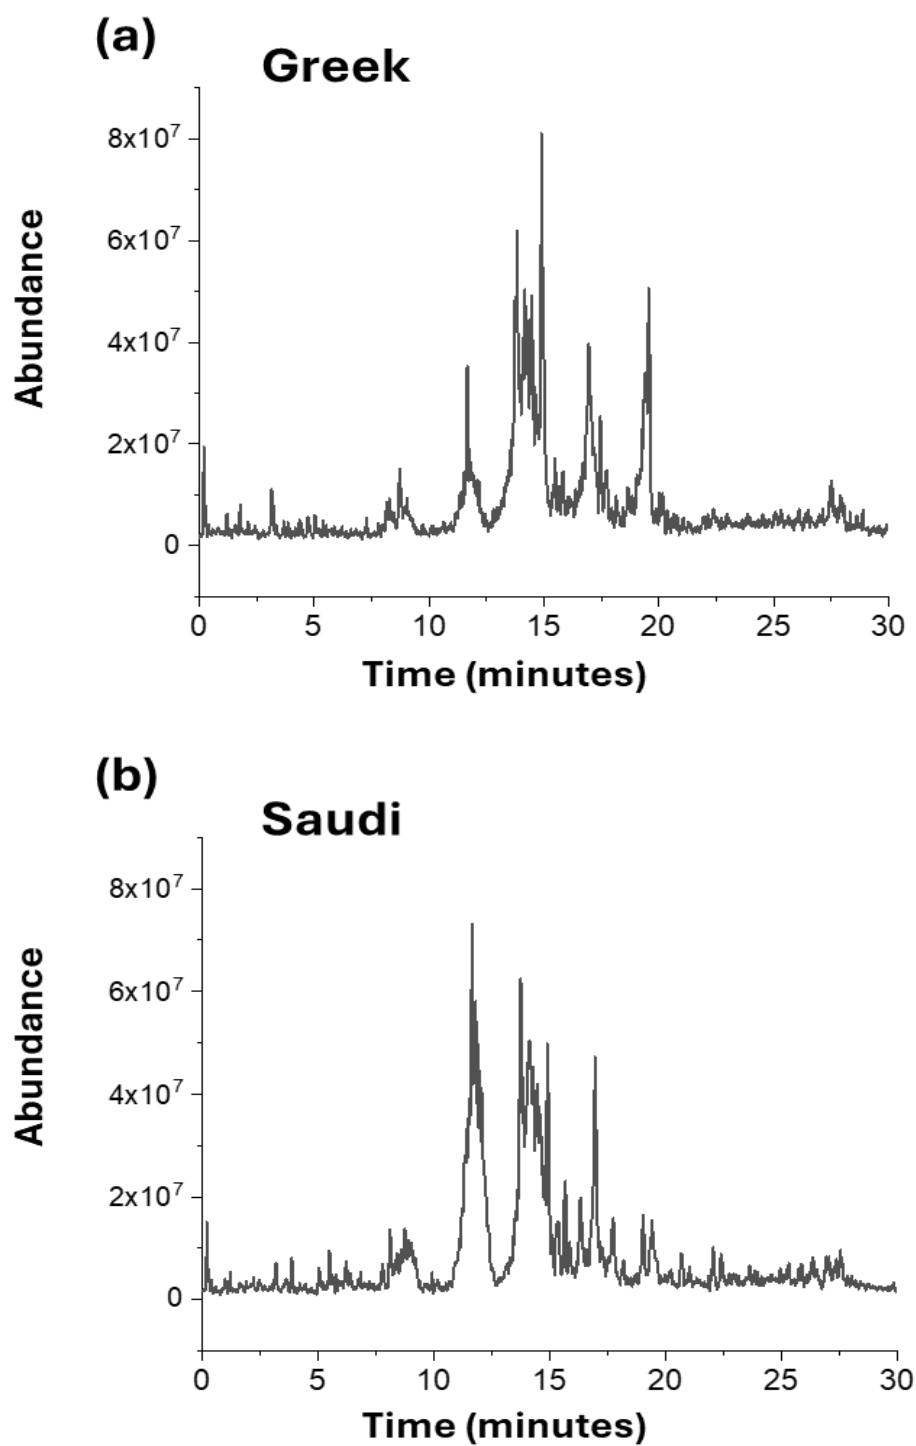 (a)
Greek
8x10⁷
6x10⁷
4x10⁷
2x10⁷
0
Abundance
0 5 10 15 20 25 30
Time (minutes)
(b)
Saudi
8x10⁷
6x10⁷
4x10⁷
2x10⁷
0
Abundance
0 5 10 15 20 25 30
Time (minutes)